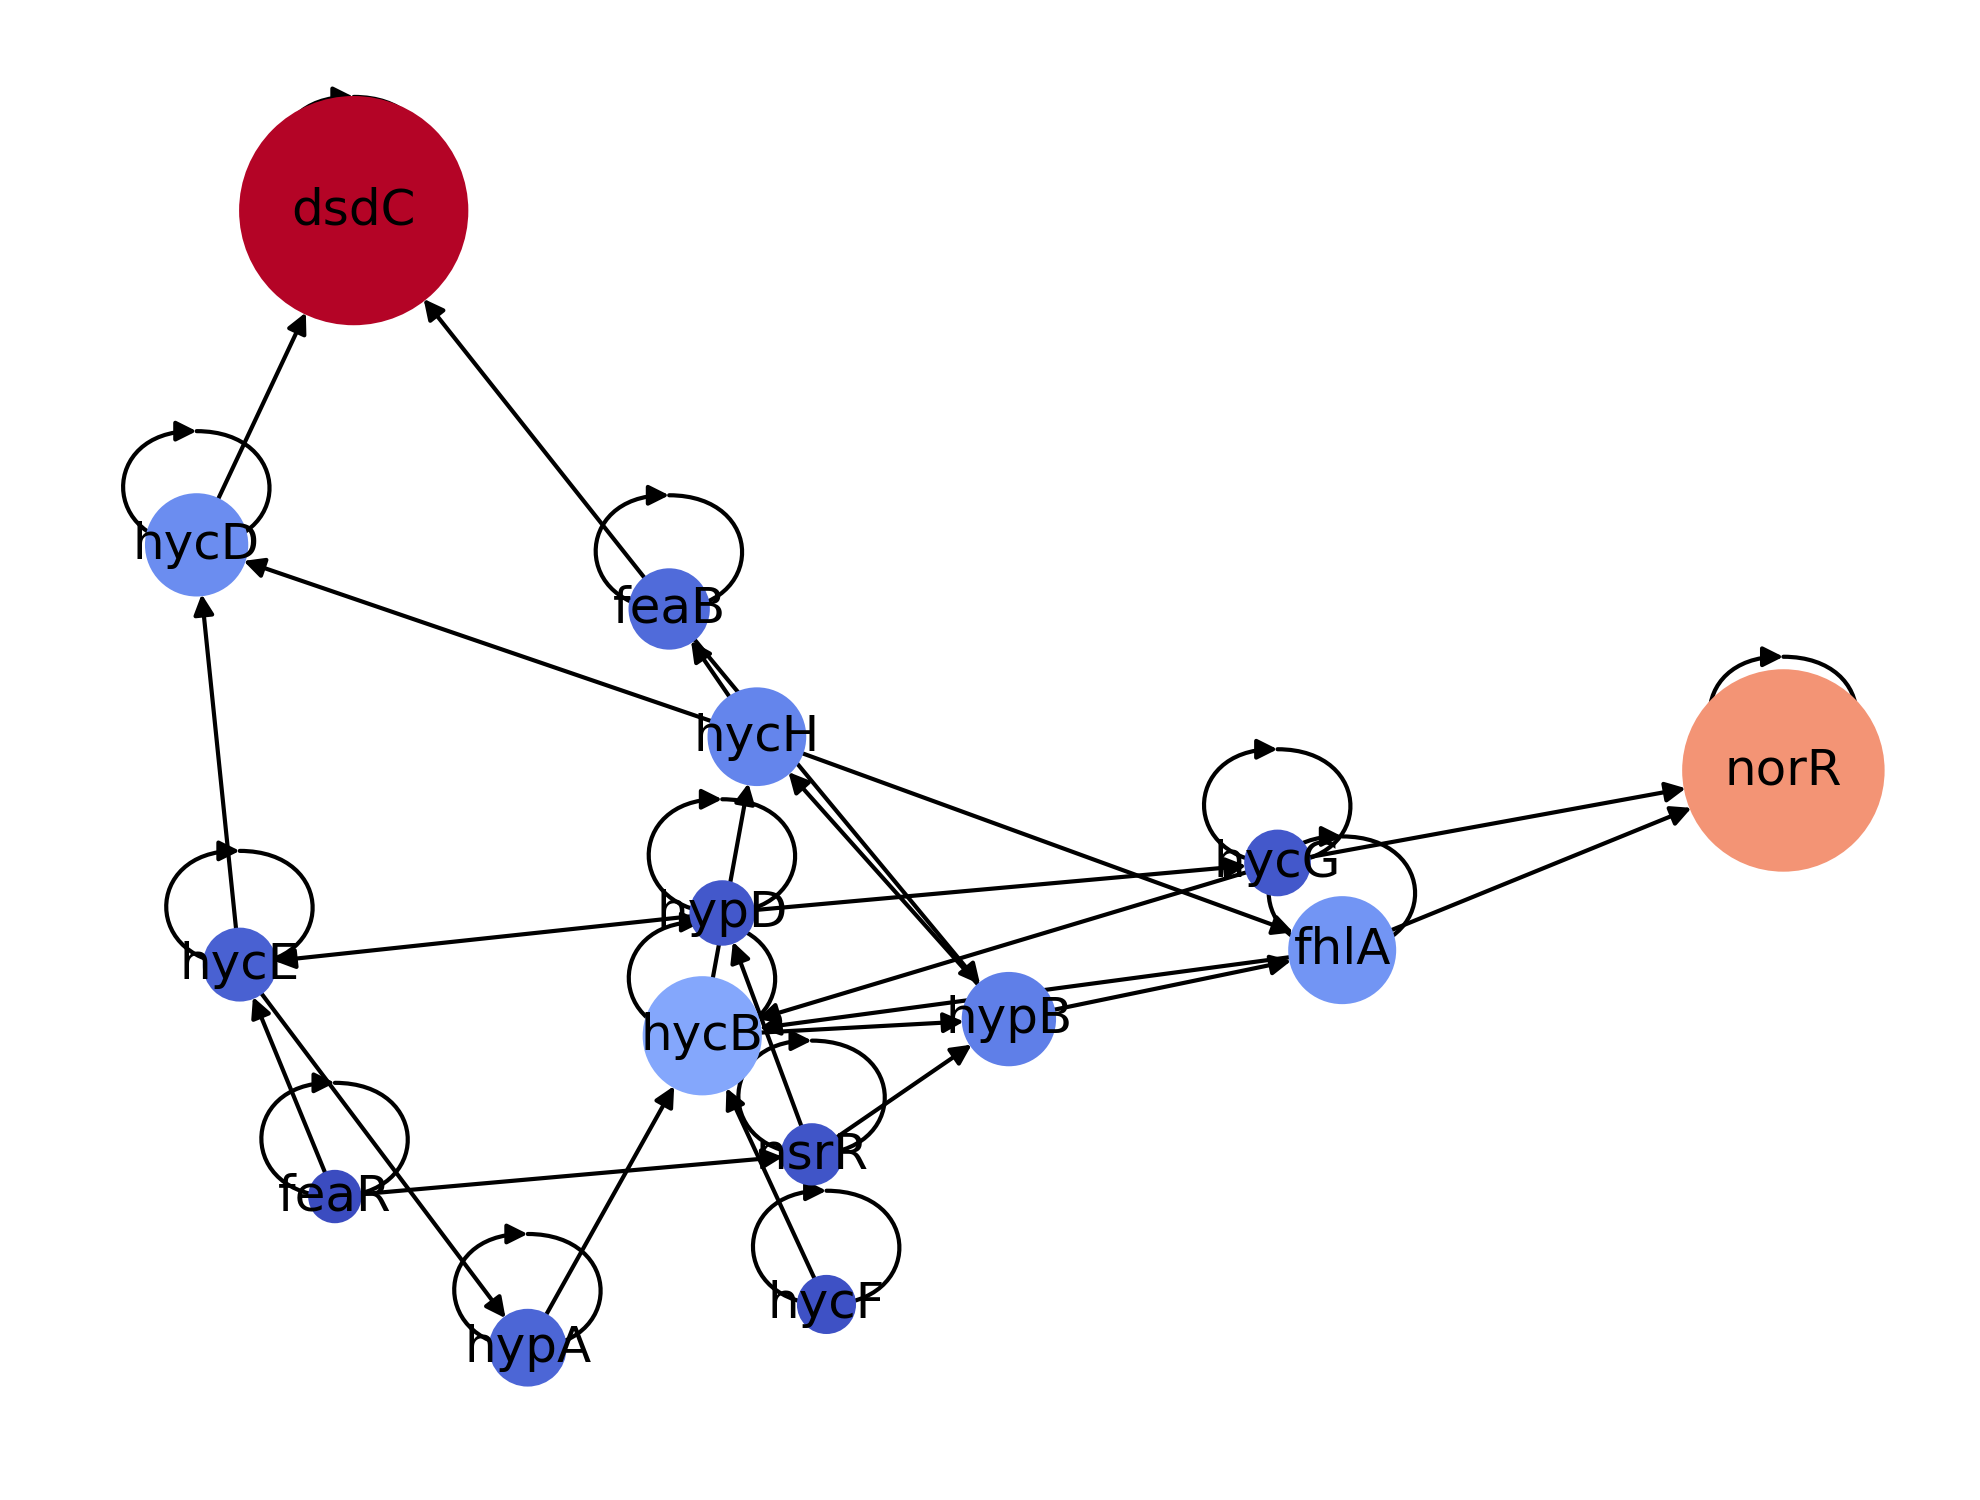 dsdC
hycD
feaB
hycH
norR
hycG
hypD
fhlA
hycE
hypB
hycB
nsrR
feaR
hycF
hypA